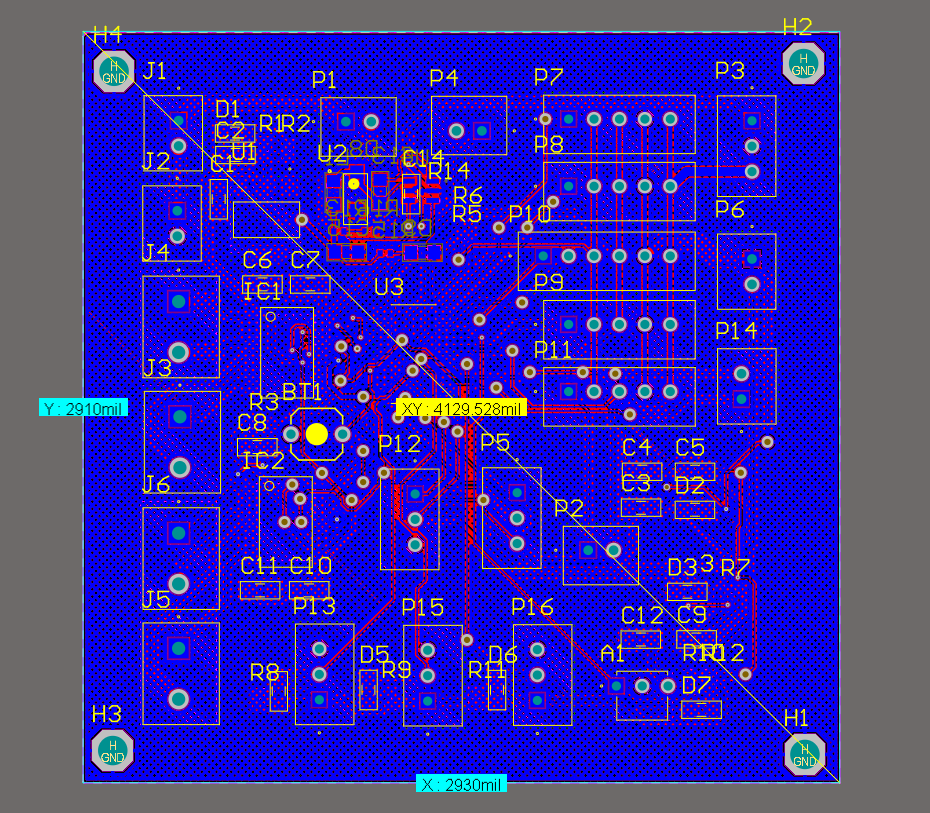 H4
H2
H
GND
H
GND
J1
P1
P4
P7
P3
D1
R1
R2
C2
P8
J2
U1
U2
C14
C1
R14
R6
R5
P10
P6
J4
C6
C7
U3
P9
IC1
P14
J3
P11
BT1
R3
Y : 2910mil
XY : 4129.528mil
C8
P12
P5
C4
C5
IC2
J6
C3
D2
P2
C11
C10
D3
3
R7
J5
P13
P15
P16
C12
C9
R8
D5
R9
R11
D6
A1
R12
D7
H3
H1
H
GND
H
GND
X : 2930mil